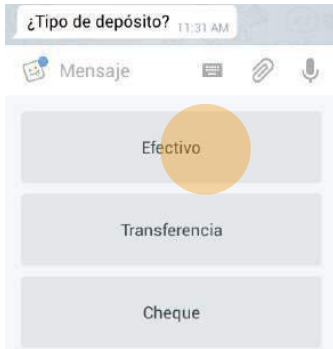 ¿Tipo de depósito? 11:31 AM
Mensaje
Efectivo
Transferencia
Cheque